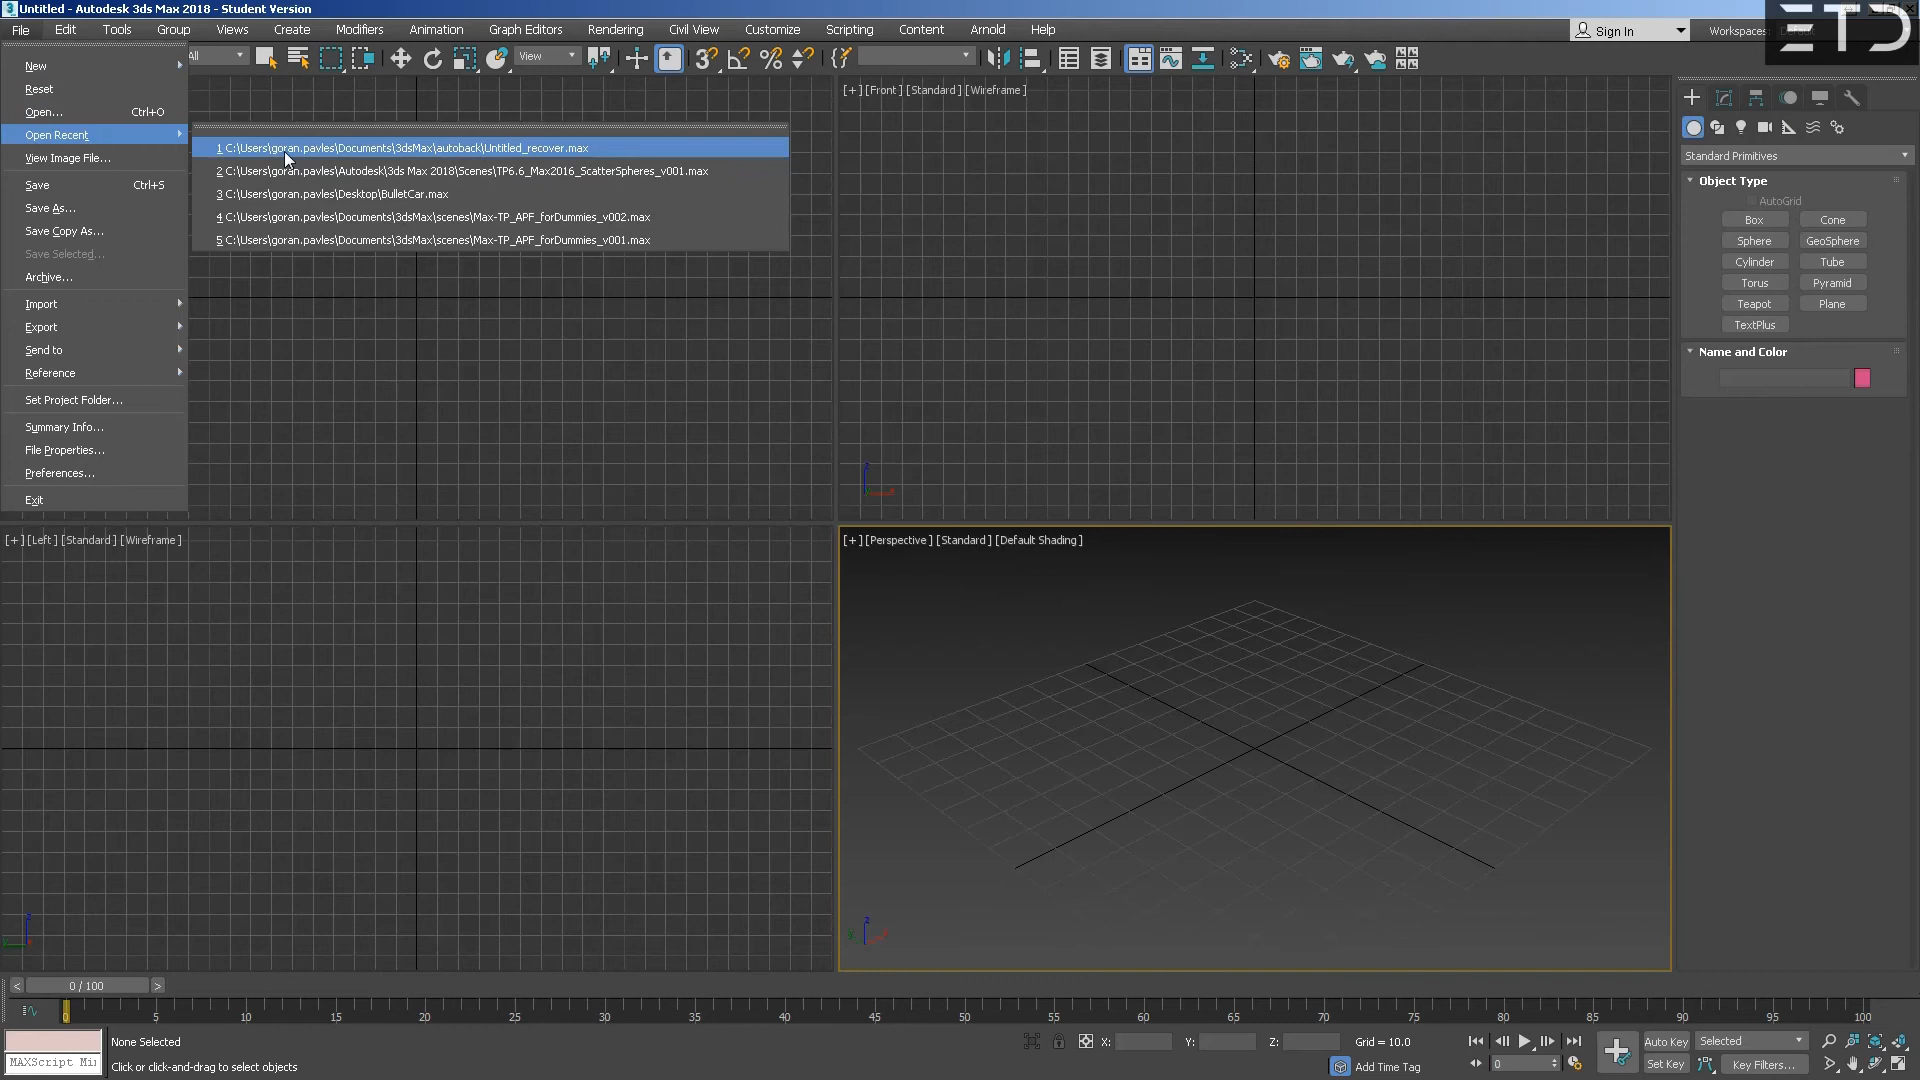 Untitled - Autodesk 3ds Max 2018 - Student Version
File Edit Tools Group Views Create Modifiers Animation Graph Editors Rendering Civil View Customize Scripting Content Arnold Help
Sign In
Workspaces: Default
ETD
All
View
New
Reset
Open... Ctrl+O
Open Recent
View Image File...
Save Ctrl+S
Save As...
Save Copy As...
Save Selected...
Archive...
Import
Export
Send to
Reference
Set Project Folder...
Summary Info...
File Properties...
Preferences...
Exit
1 C:\Users\goran.pavles\Documents\3dsMax\autoback\Untitled_recover.max
2 C:\Users\goran.pavles\Autodesk\3ds Max 2018\Scenes\TP6.6_Max2016_ScatterSpheres_v001.max
3 C:\Users\goran.pavles\Desktop\BulletCar.max
4 C:\Users\goran.pavles\Documents\3dsMax\scenes\Max-TP_APF_forDummies_v002.max
5 C:\Users\goran.pavles\Documents\3dsMax\scenes\Max-TP_APF_forDummies_v001.max
[+] [Front] [Standard] [Wireframe]
[+] [Left] [Standard] [Wireframe]
[+] [Perspective] [Standard] [Default Shading]
Standard Primitives
Object Type
AutoGrid
Box Cone
Sphere GeoSphere
Cylinder Tube
Torus Pyramid
Teapot Plane
TextPlus
Name and Color
< 0 / 100 >
0 5 10 15 20 25 30 35 40 45 50 55 60 65 70 75 80 85 90 95 100
None Selected
X: Y: Z: Grid = 10.0
Auto Key Selected
MAXScript Mi
Click or click-and-drag to select objects
Add Time Tag
0
Set Key Key Filters...